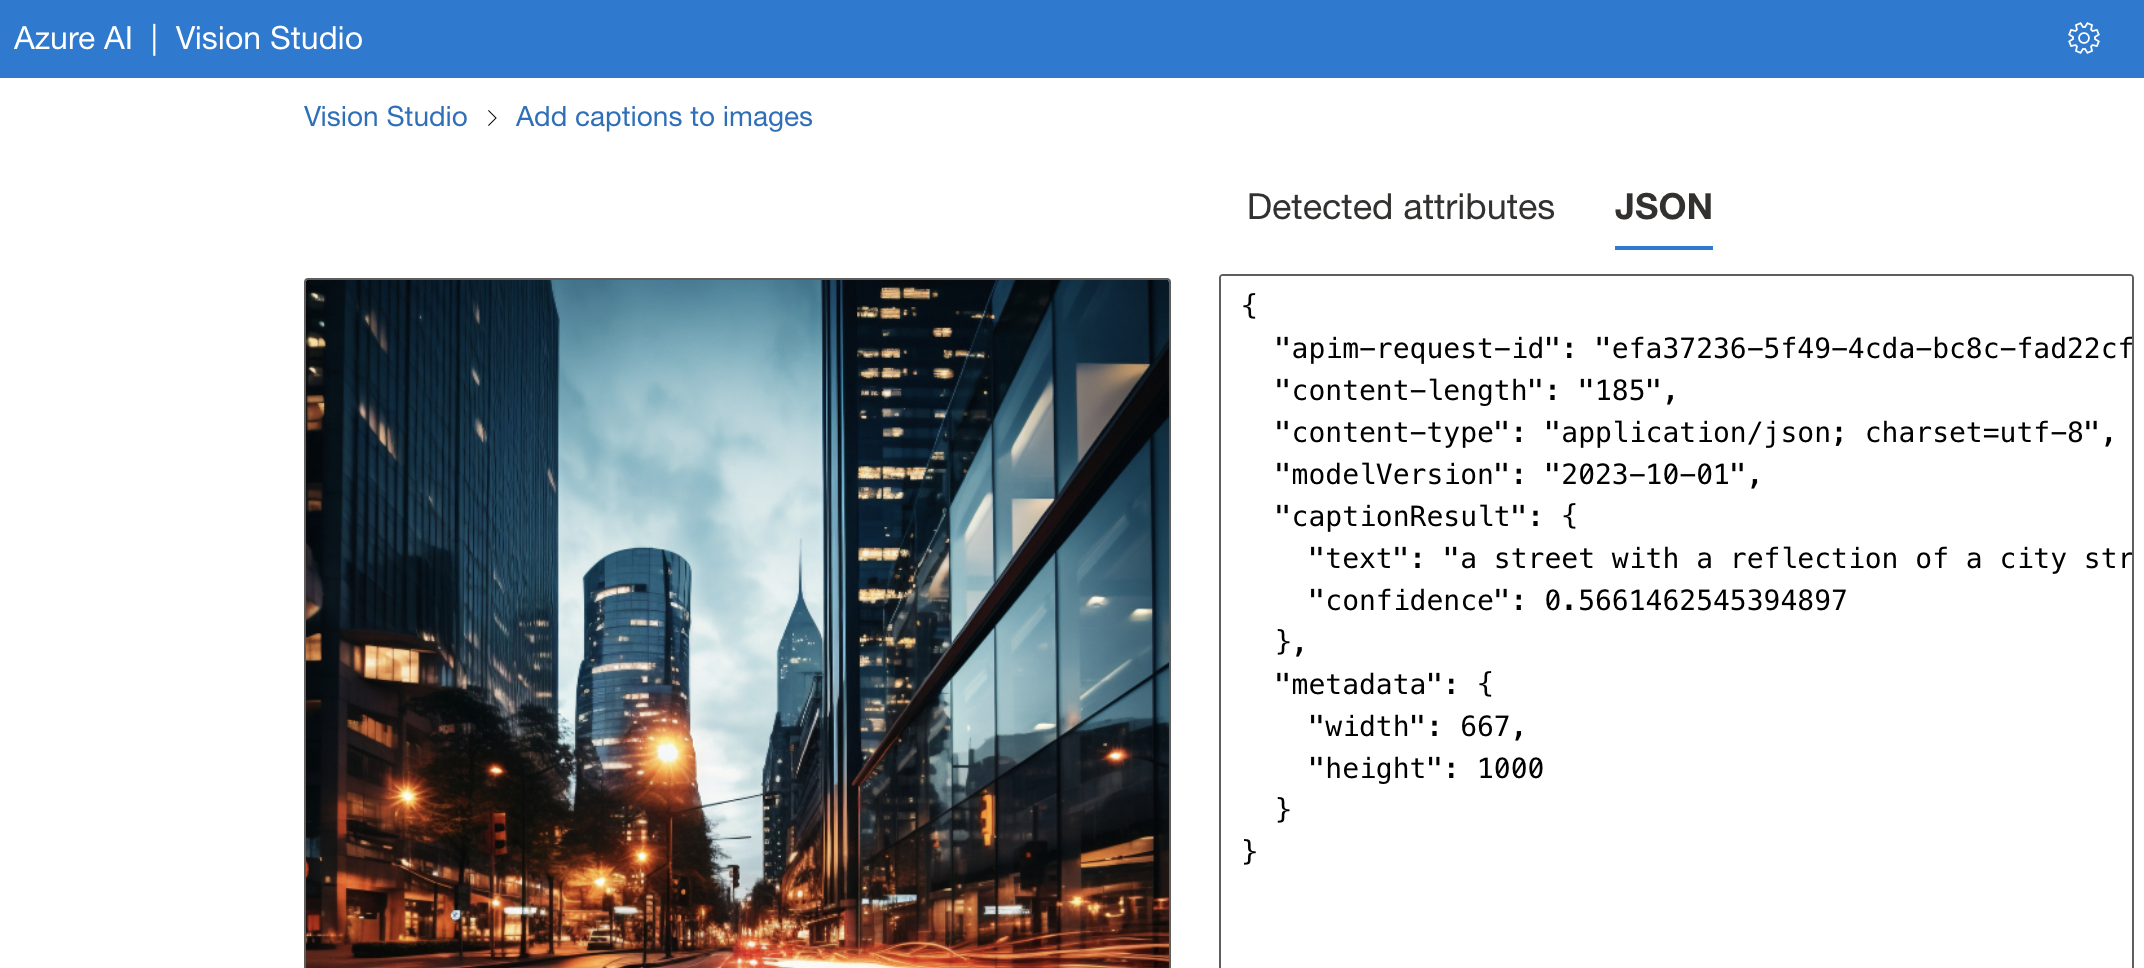 Azure AI | Vision Studio
Vision Studio > Add captions to images
Detected attributes JSON
{
"apim-request-id": "efa37236-5f49-4cda-bc8c-fad22cf
"content-length": "185",
"content-type": "application/json; charset=utf-8",
"modelVersion": "2023-10-01",
"captionResult": {
"text": "a street with a reflection of a city str
"confidence": 0.5661462545394897
},
"metadata": {
"width": 667,
"height": 1000
}
}